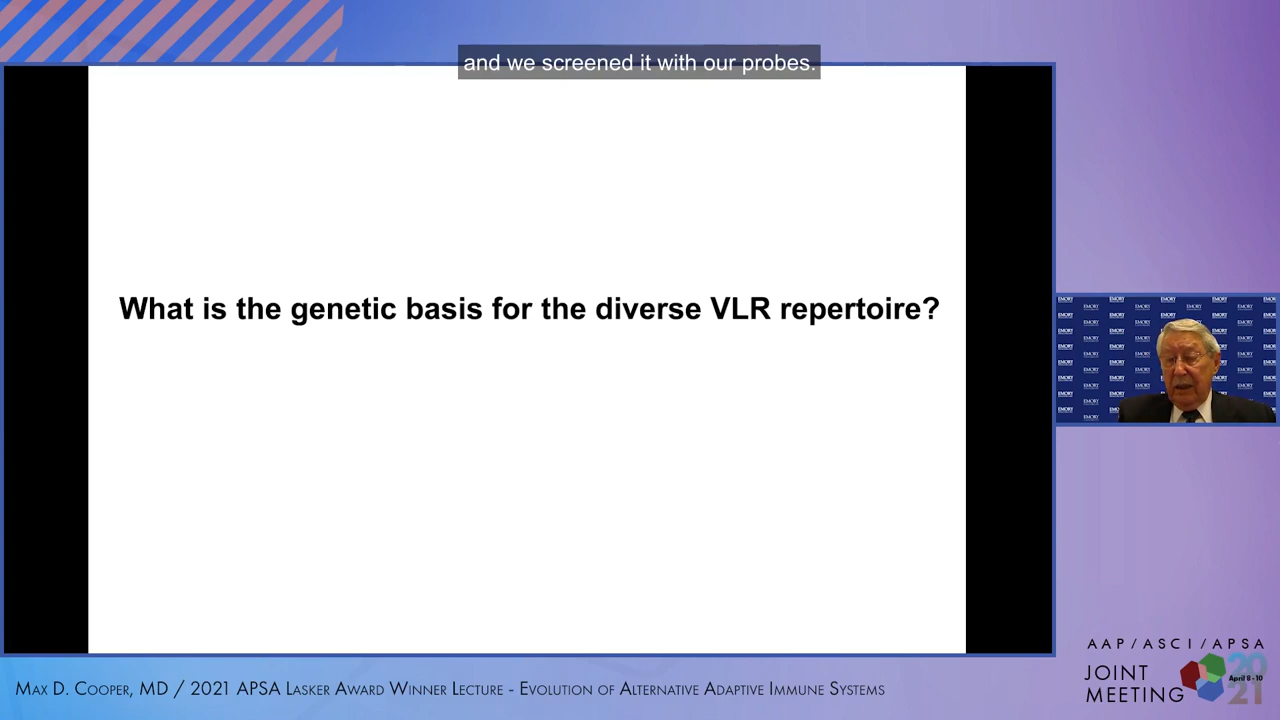 and we screened it with our probes.
What is the genetic basis for the diverse VLR repertoire?
EMORY
AAP/ASCI/APSA
JOINT
MEETING
2021
April 8-10
MAX D. COOPER, MD / 2021 APSA LASKER AWARD WINNER LECTURE - EVOLUTION OF ALTERNATIVE ADAPTIVE IMMUNE SYSTEMS